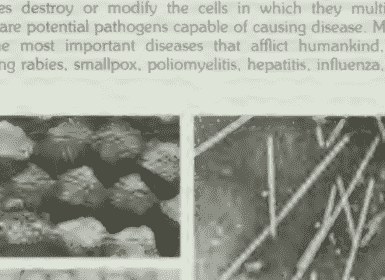 es destroy or modify the cells in which they multi
are potential pathogens capable of causing disease. M
he most important diseases that afflict humankind.
ng rabies, smallpox, poliomyelitis, hepatitis, influenza,